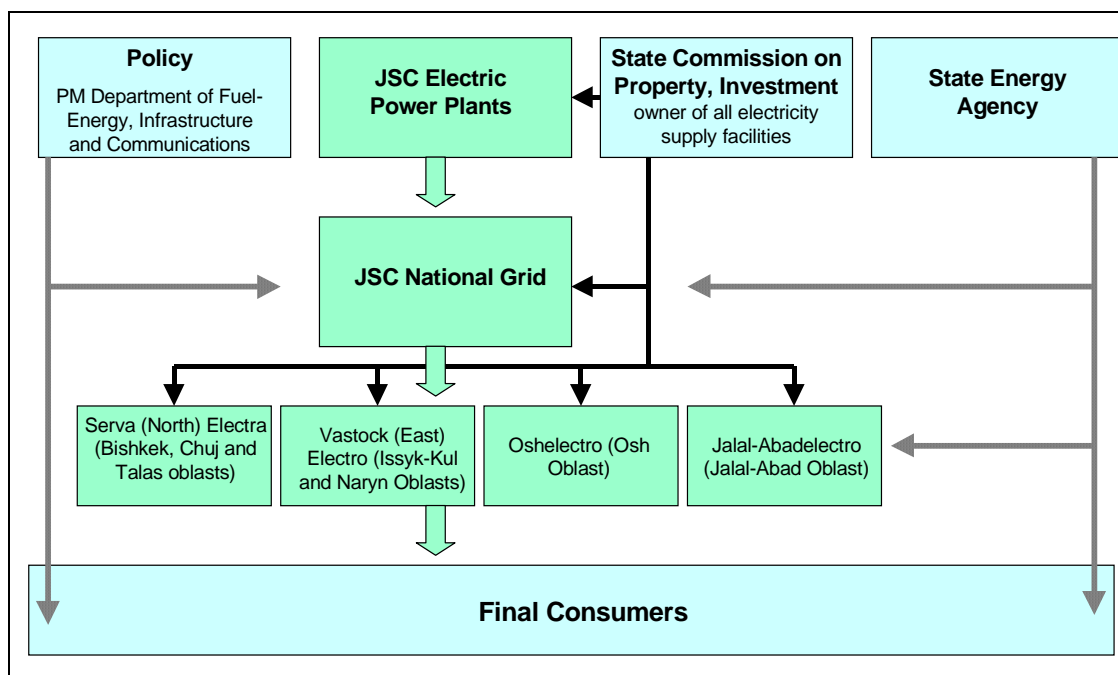 Policy
PM Department of Fuel-
Energy, Infrastructure
and Communications
JSC Electric
Power Plants
State Commission on
Property, Investment
owner of all electricity
supply facilities
State Energy
Agency
JSC National Grid
Serva (North) Electra
(Bishkek, Chuj and
Talas oblasts)
Vastock (East)
Electro (Issyk-Kul
and Naryn Oblasts)
Oshelectro (Osh
Oblast)
Jalal-Abadelectro
(Jalal-Abad Oblast)
Final Consumers